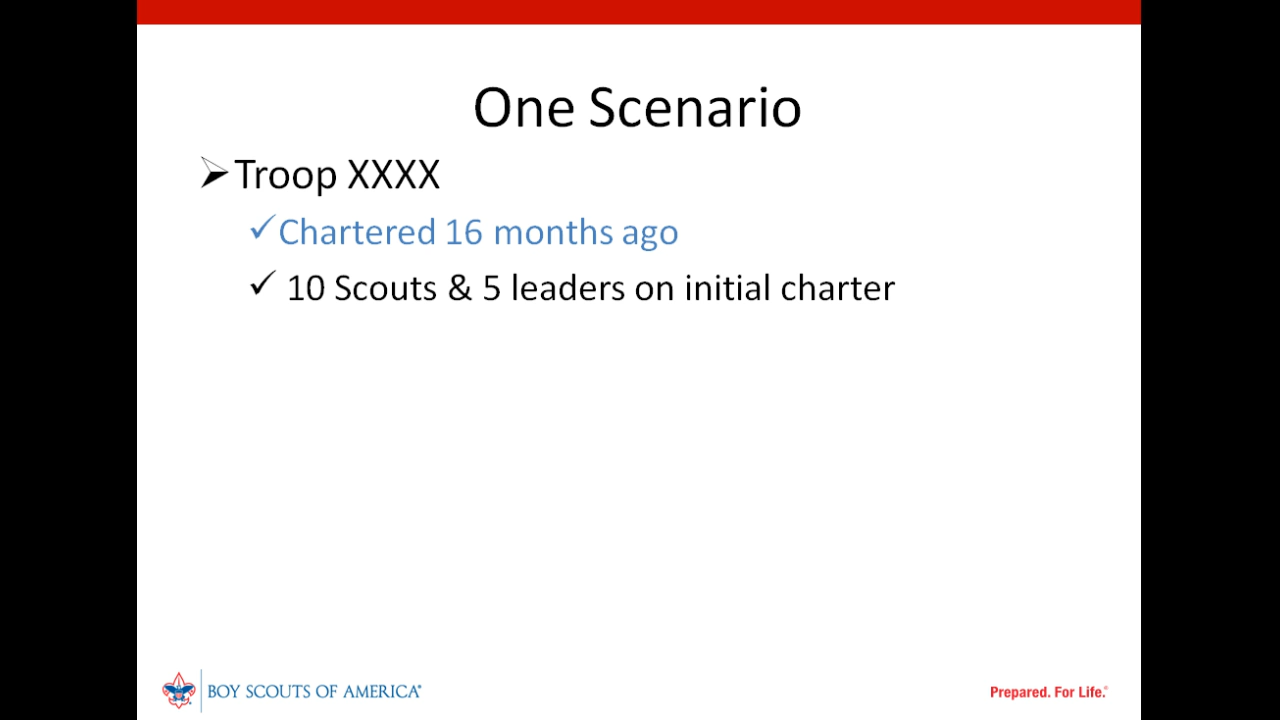 One Scenario
Troop XXXX
Chartered 16 months ago
10 Scouts & 5 leaders on initial charter
BOY SCOUTS OF AMERICA®
Prepared. For Life.®